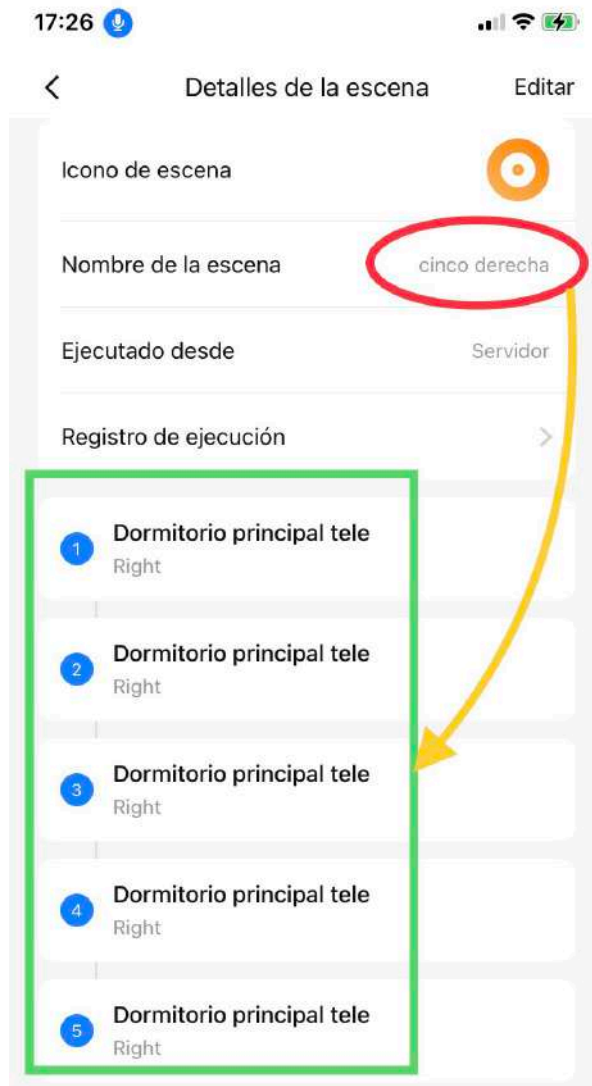 17:26
Detalles de la escena Editar
Icono de escena
Nombre de la escena cinco derecha
Ejecutado desde Servidor
Registro de ejecución
1 Dormitorio principal tele
Right
2 Dormitorio principal tele
Right
3 Dormitorio principal tele
Right
4 Dormitorio principal tele
Right
5 Dormitorio principal tele
Right